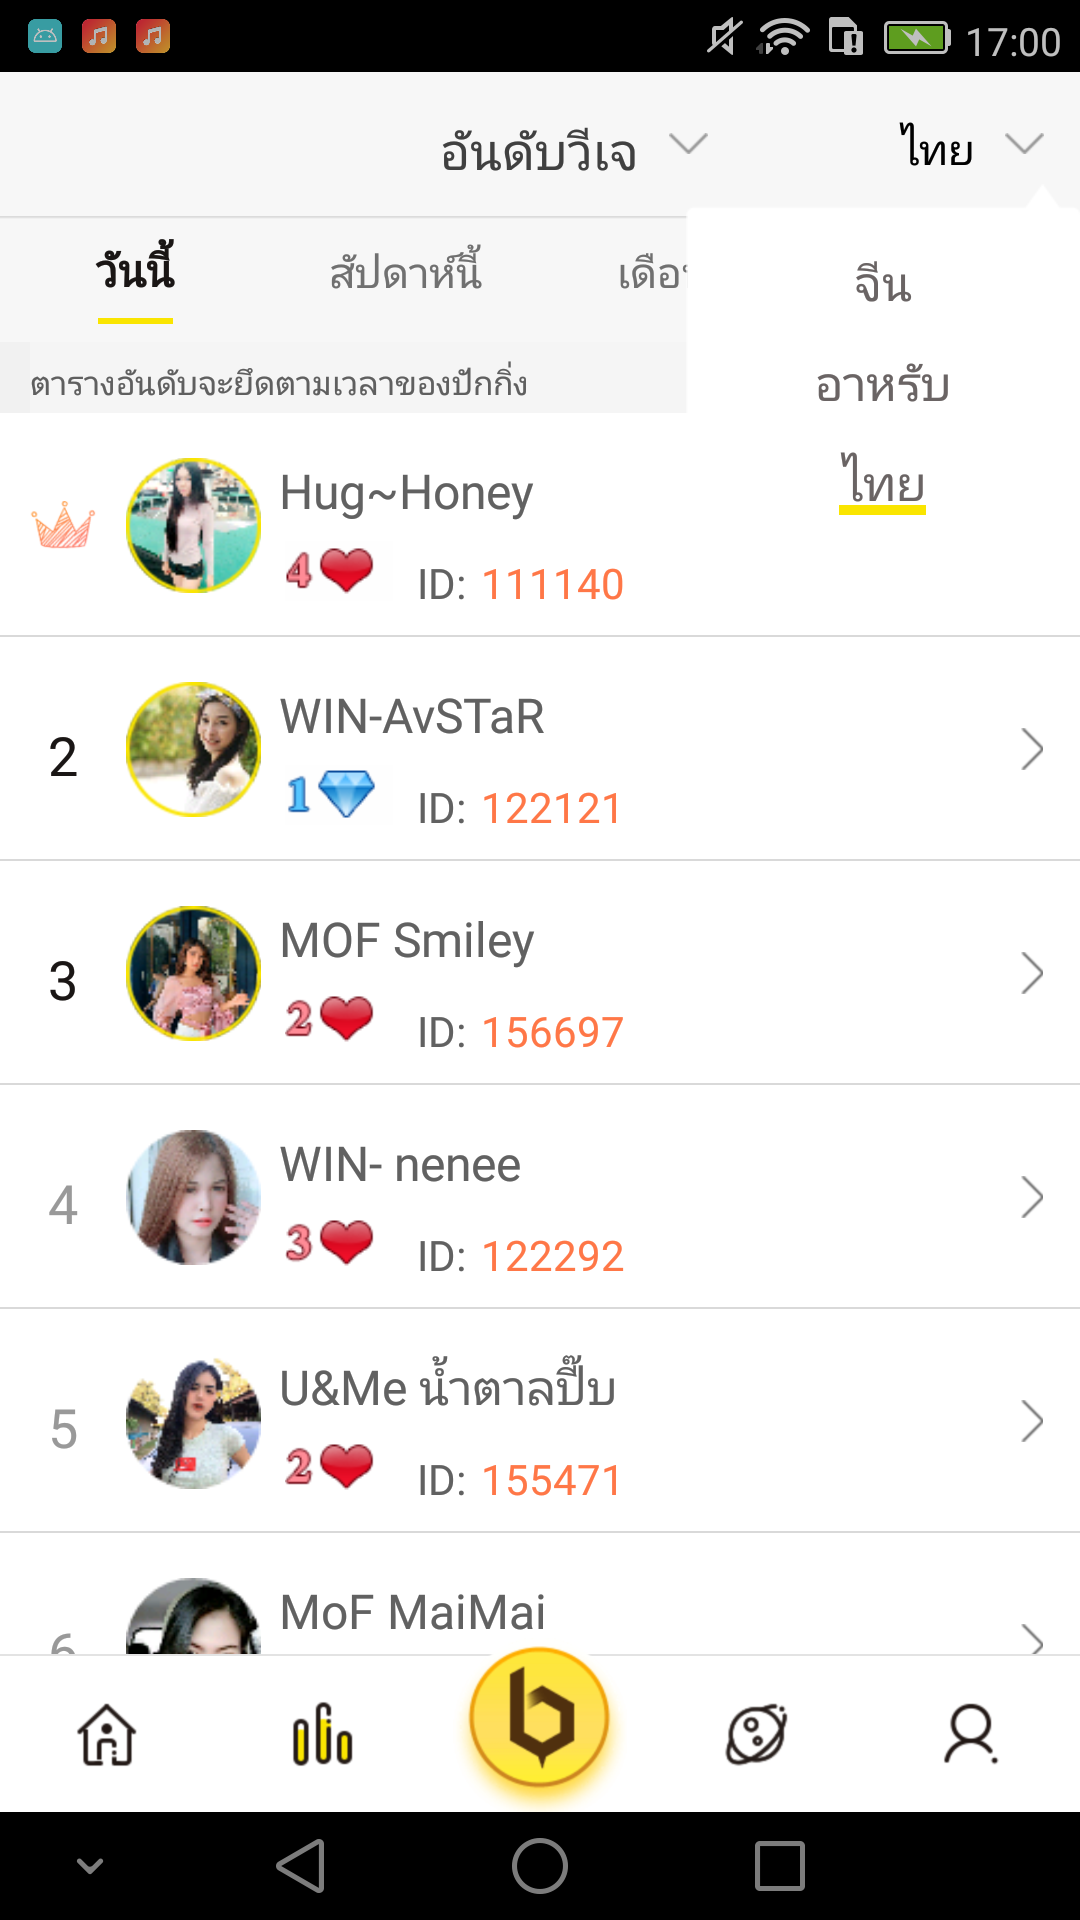 17:00
อันดับวีเจ
ไทย
วันนี้
สัปดาห์นี้
จีน
อาหรับ
ไทย
ตารางอันดับจะยึดตามเวลาของปักกิ่ง
Hug~Honey
4
ID: 111140
2
WIN-AvSTaR
1
ID: 122121
3
MOF Smiley
2
ID: 156697
4
WIN- nenee
3
ID: 122292
5
U&Me น้ำตาลปี๊บ
2
ID: 155471
6
MoF MaiMai